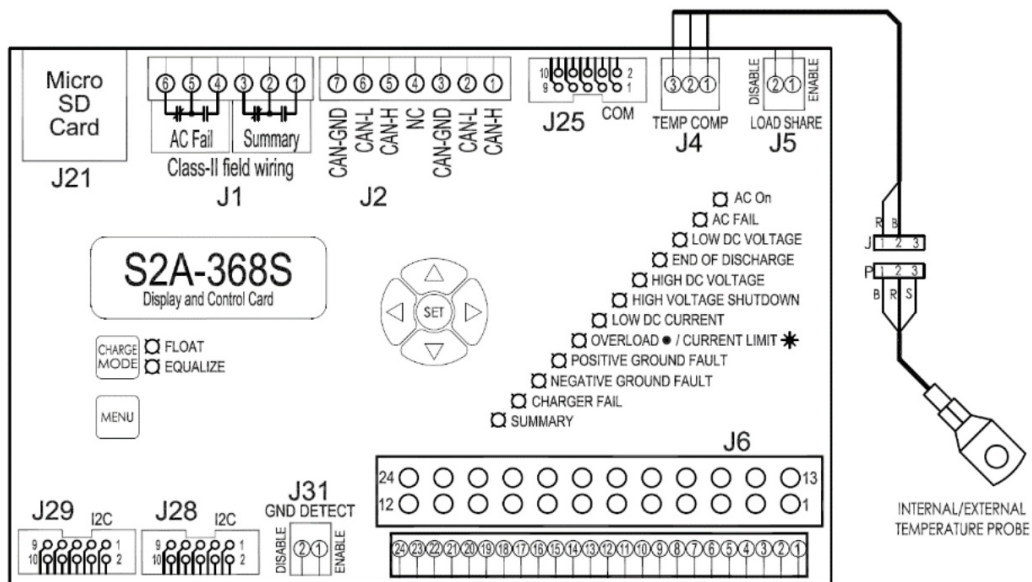 Micro
SD
Card
J21
6 5 4 3 2 1
AC Fail Summary
Class-II field wiring
J1
7 6 5 4 3 2 1
CAN-GND
CAN-L
CAN-H
NC
CAN-GND
CAN-L
CAN-H
J2
10 2
9 1
J25 COM
3 2 1
TEMP COMP
J4
DISABLE
2 1
ENABLE
LOAD SHARE
J5
AC On
AC FAIL
LOW DC VOLTAGE
END OF DISCHARGE
HIGH DC VOLTAGE
HIGH VOLTAGE SHUTDOWN
LOW DC CURRENT
OVERLOAD ● / CURRENT LIMIT ✷
POSITIVE GROUND FAULT
NEGATIVE GROUND FAULT
CHARGER FAIL
SUMMARY
S2A-368S
Display and Control Card
SET
CHARGE
MODE
FLOAT
EQUALIZE
MENU
R B
J 1 2 3
P 1 2 3
B R S
INTERNAL/EXTERNAL
TEMPERATURE PROBE
J6
24 13
12 1
24 23 22 21 20 19 18 17 16 15 14 13 12 11 10 9 8 7 6 5 4 3 2 1
J29 I2C
9 1
10 2
J28 I2C
9 1
10 2
J31
GND DETECT
DISABLE
2 1
ENABLE